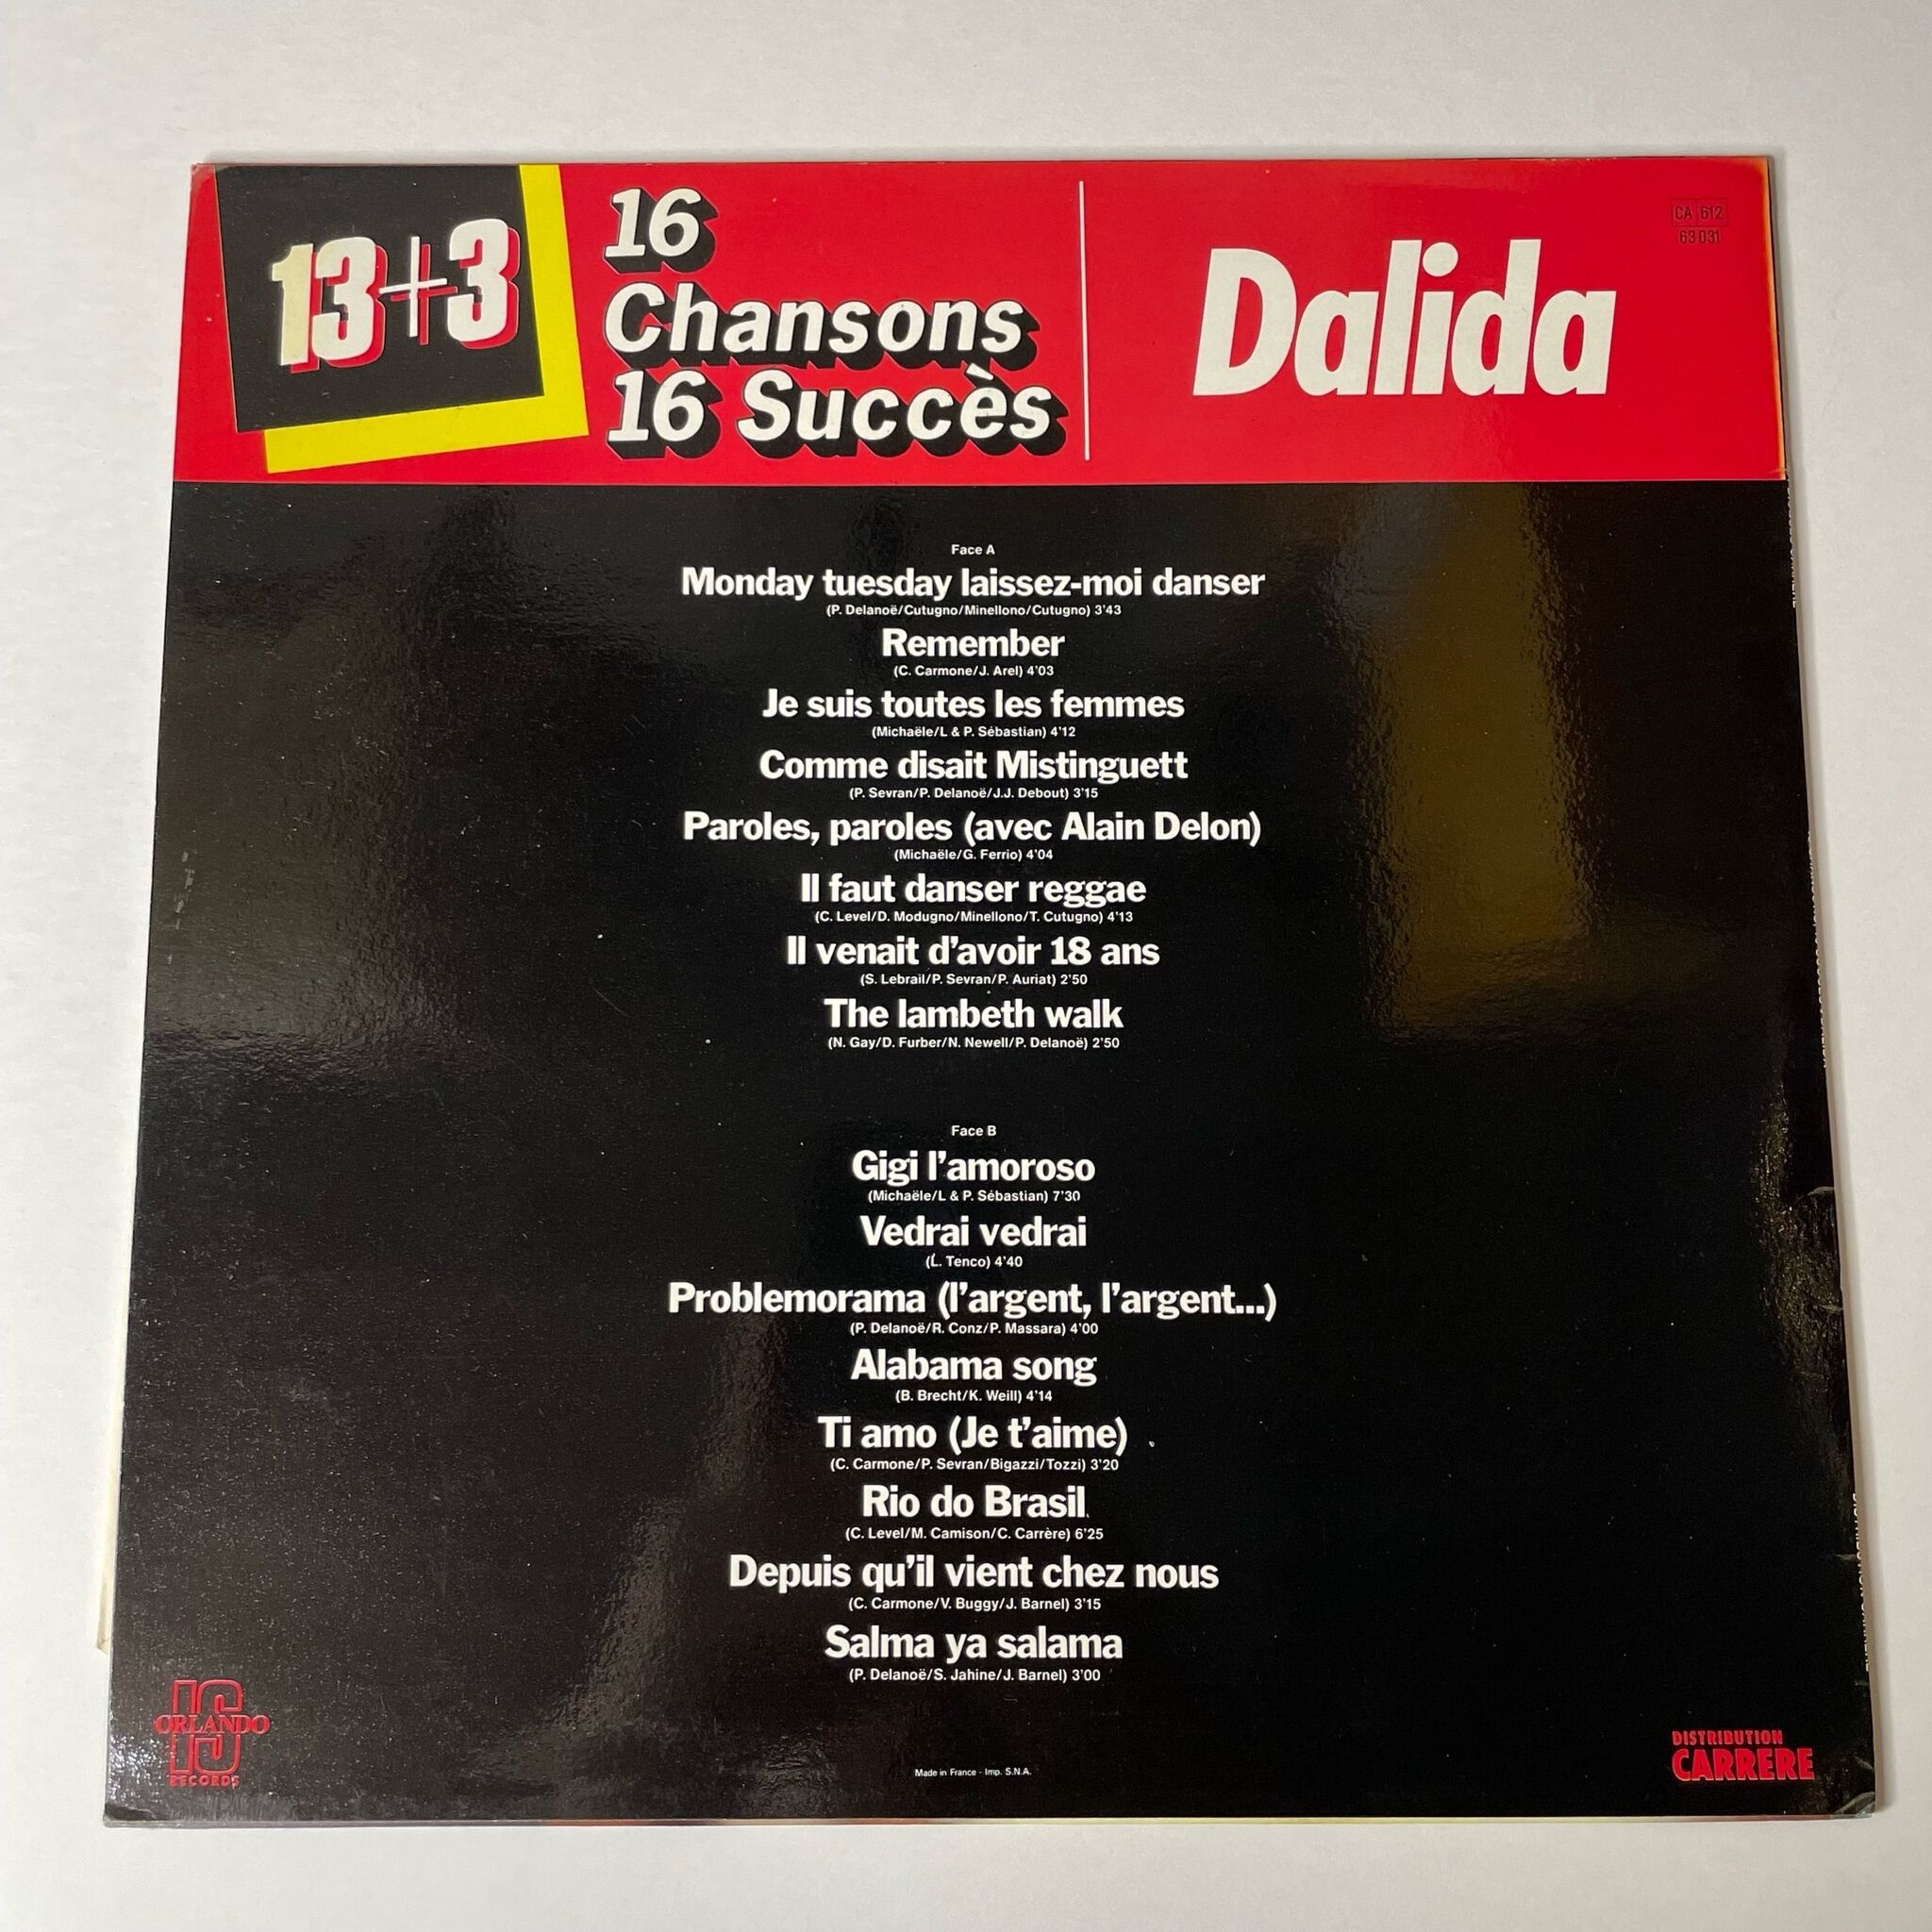 13+3
16
Chansons
16 Succès
Dalida
CA 612
63 031
Face A
Monday tuesday laissez-moi danser
(P. Delanoë/Cutugno/Minellono/Cutugno) 3'43
Remember
(C. Carmone/J. Arel) 4'03
Je suis toutes les femmes
(Michaële/L & P. Sébastian) 4'12
Comme disait Mistinguett
(P. Sevran/P. Delanoë/J.J. Debout) 3'15
Paroles, paroles (avec Alain Delon)
(Michaële/G. Ferrio) 4'04
Il faut danser reggae
(C. Level/D. Modugno/Minellono/T. Cutugno) 4'13
Il venait d'avoir 18 ans
(S. Lebrail/P. Sevran/P. Auriat) 2'50
The lambeth walk
(N. Gay/D. Furber/N. Newell/P. Delanoë) 2'50
Face B
Gigi l'amoroso
(Michaële/L & P. Sébastian) 7'30
Vedrai vedrai
(L. Tenco) 4'40
Problemorama (l'argent, l'argent...)
(P. Delanoë/R. Conz/P. Massara) 4'00
Alabama song
(B. Brecht/K. Weill) 4'14
Ti amo (Je t'aime)
(C. Carmone/P. Sevran/Bigazzi/Tozzi) 3'20
Rio do Brasil
(C. Level/M. Camison/C. Carrère) 6'25
Depuis qu'il vient chez nous
(C. Carmone/V. Buggy/J. Barnel) 3'15
Salma ya salama
(P. Delanoë/S. Jahine/J. Barnel) 3'00
IS
ORLANDO
RECORDS
Made in France - Imp. S.N.A.
DISTRIBUTION
CARRERE